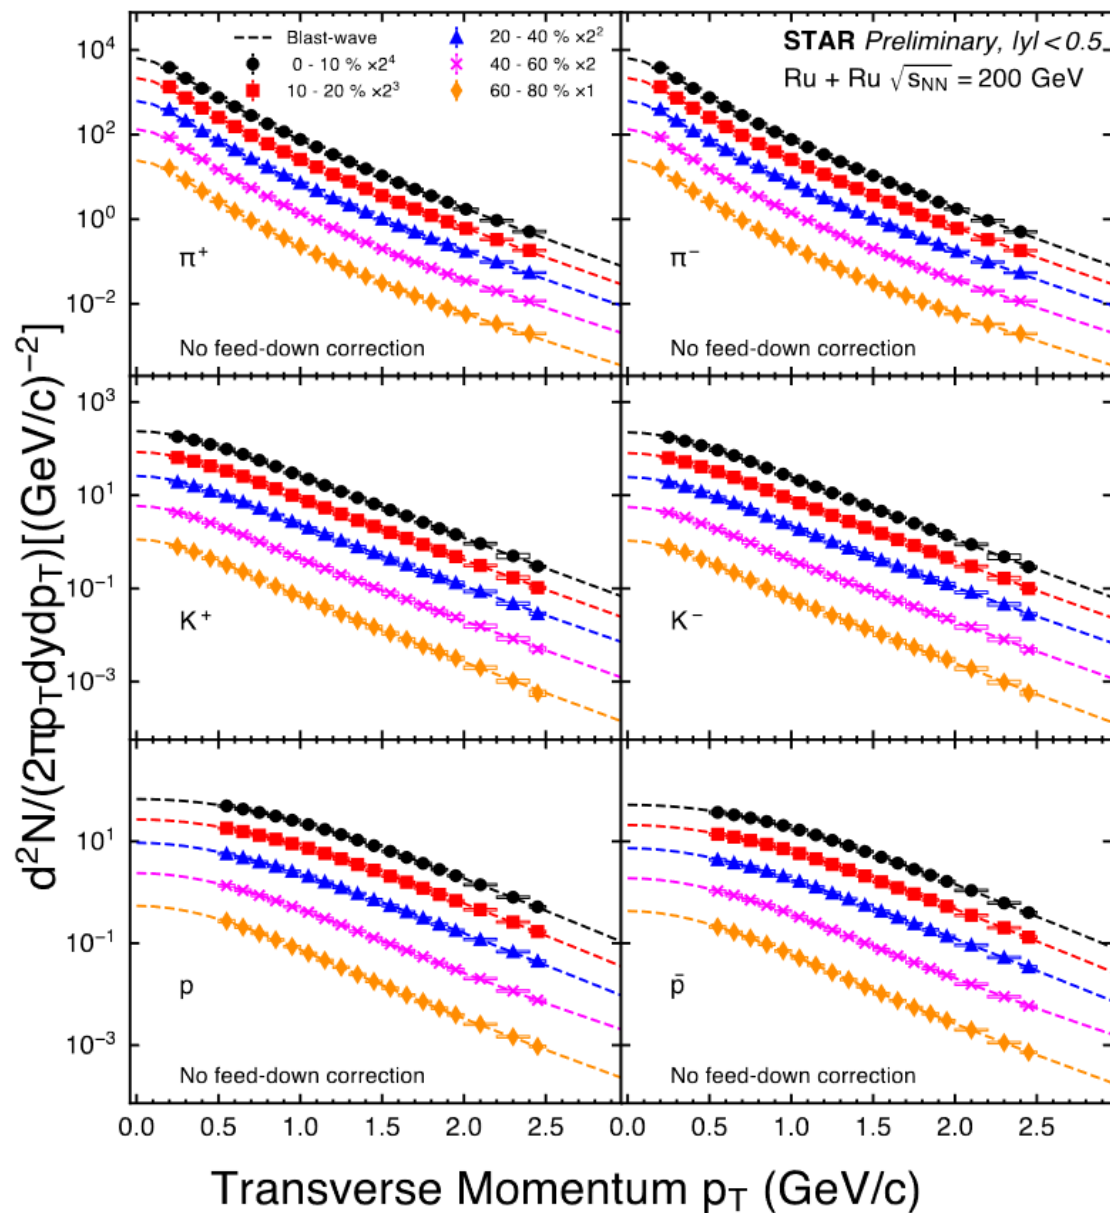 Blast-wave
0 - 10 % ×2⁴
10 - 20 % ×2³
20 - 40 % ×2²
40 - 60 % ×2
60 - 80 % ×1
STAR Preliminary, |y| < 0.5
Ru + Ru √sNN = 200 GeV
10⁴
10²
10⁰
10⁻²
π⁺
No feed-down correction
π⁻
No feed-down correction
10³
10¹
10⁻¹
10⁻³
K⁺
K⁻
10¹
10⁻¹
10⁻³
p
No feed-down correction
p̄
No feed-down correction
0.0 0.5 1.0 1.5 2.0 2.5
0.0 0.5 1.0 1.5 2.0 2.5
d²N/(2πpTdydpT)[(GeV/c)⁻²]
Transverse Momentum pT (GeV/c)